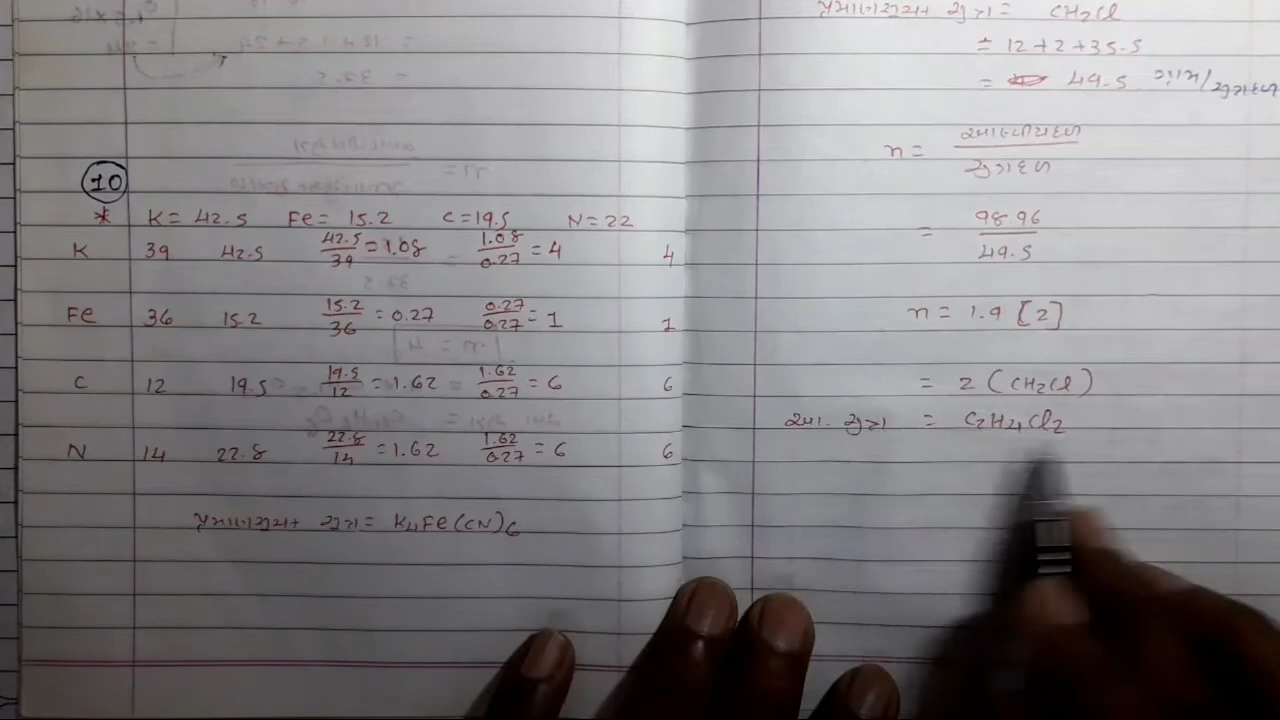 10
* K = 42.5 Fe = 15.2 C = 19.5 N = 22
K 39 42.5 42.5/39 = 1.08 1.08/0.27 = 4 4
Fe 36 15.2 15.2/36 = 0.27 0.27/0.27 = 1 1
C 12 19.5 19.5/12 = 1.62 = 1.62/0.27 = 6 6
N 14 22.8 22.8/14 = 1.62 1.62/0.27 = 6 6
પ્રમાણસૂચક સૂત્ર = K4Fe(CN)6
પ્રમાણસૂચક સૂત્ર = CH2Cl
= 12 + 2 + 35.5
= 49.5 ગ્રામ/સૂત્રદળ
n = આણ્વીયદળ / સૂત્રદળ
= 98.96 / 49.5
n = 1.9 [2]
= 2 (CH2Cl)
આ. સૂત્ર = C2H4Cl2